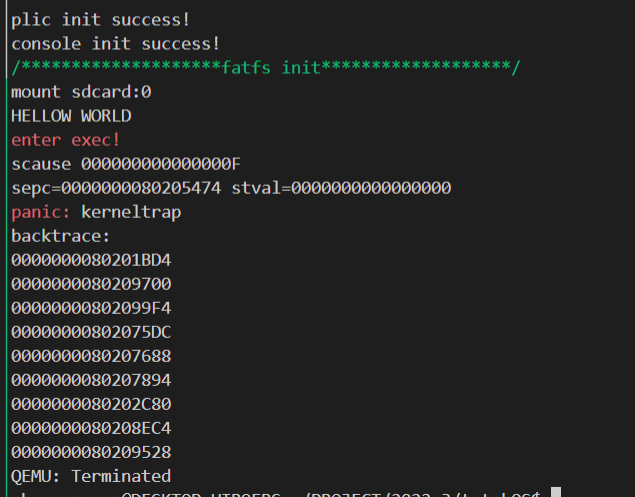 plic init success!
console init success!
/********************fatfs init*******************/
mount sdcard:0
HELLOW WORLD
enter exec!
scause 000000000000000F
sepc=0000000080205474 stval=0000000000000000
panic: kerneltrap
backtrace:
0000000080201BD4
0000000080209700
00000000802099F4
00000000802075DC
0000000080207688
0000000080207894
0000000080202C80
0000000080208EC4
0000000080209528
QEMU: Terminated